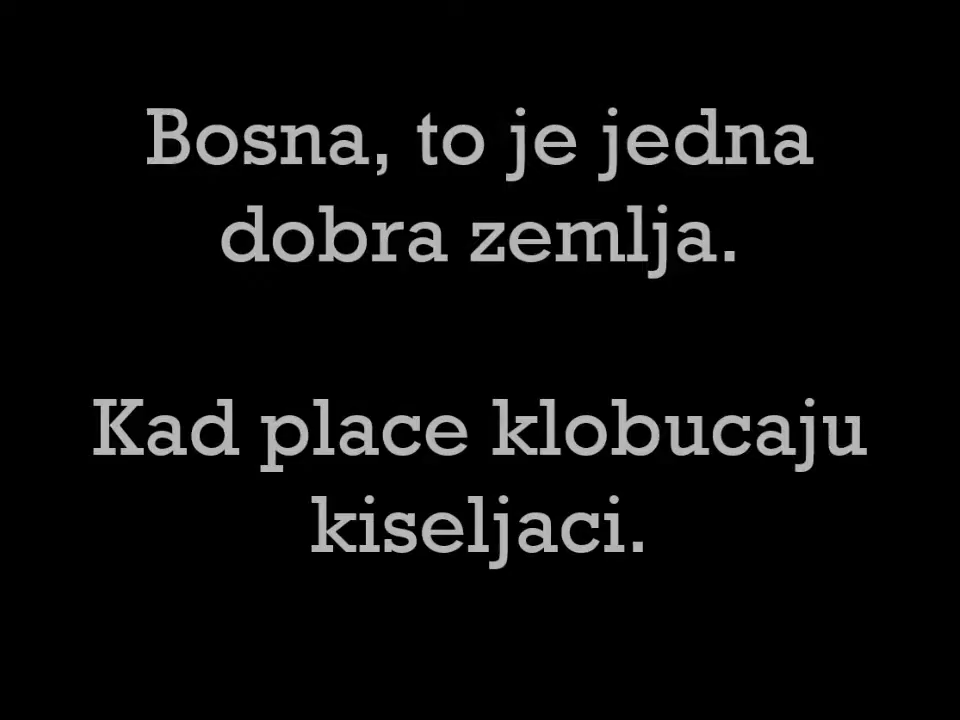 Bosna, to je jedna
dobra zemlja.
Kad place klobucaju
kiseljaci.